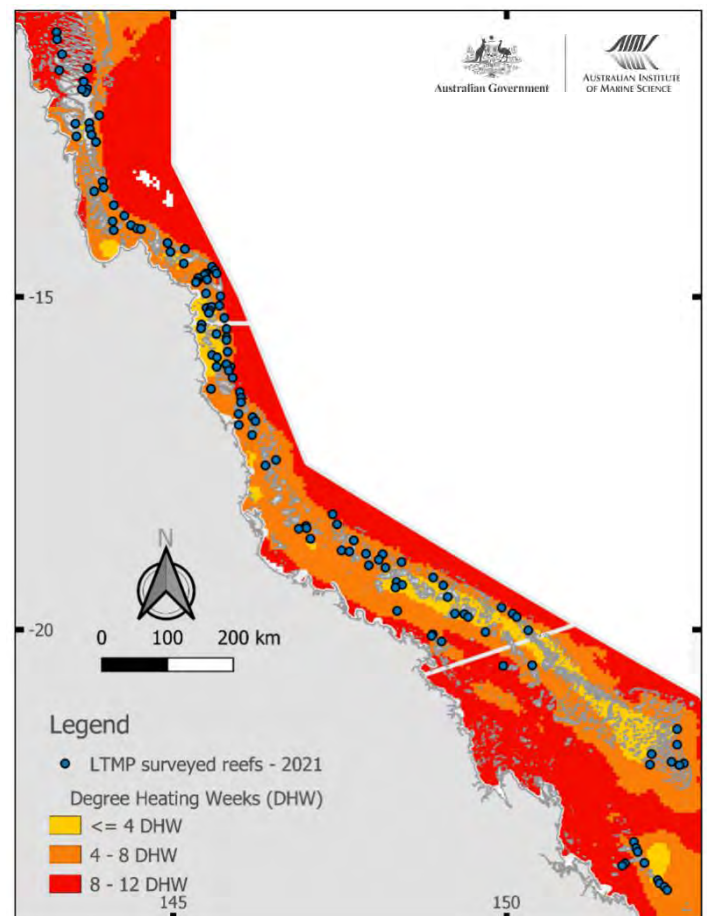 Australian Government
AIMS
AUSTRALIAN INSTITUTE
OF MARINE SCIENCE
-15
N
-20
0 100 200 km
Legend
LTMP surveyed reefs - 2021
Degree Heating Weeks (DHW)
<= 4 DHW
4 - 8 DHW
8 - 12 DHW
145 150